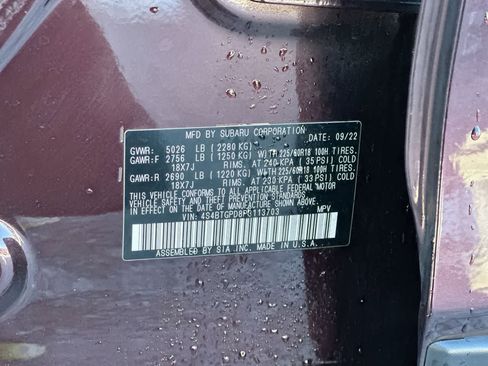 MFD BY SUBARU CORPORATION DATE: 09/22
GVWR: 5026 LB (2280 KG)
GAWR:F 2756 LB (1250 KG) WITH 225/60R18 100H TIRES.
18X7J RIMS. AT 240 KPA (35 PSI) COLD
GAWR:R 2690 LB (1220 KG) WITH 225/60R18 100H TIRES.
18X7J RIMS. AT 230 KPA (33 PSI) COLD
THIS VEHICLE CONFORMS TO ALL APPLICABLE FEDERAL MOTOR
VEHICLE SAFETY AND THEFT PREVENTION STANDARDS
IN EFFECT ON THE DATE OF MANUFACTURE SHOWN ABOVE.
VIN: 4S4BTGPD8P3113703 MPV
ASSEMBLED BY SIA, INC. MADE IN U.S.A.